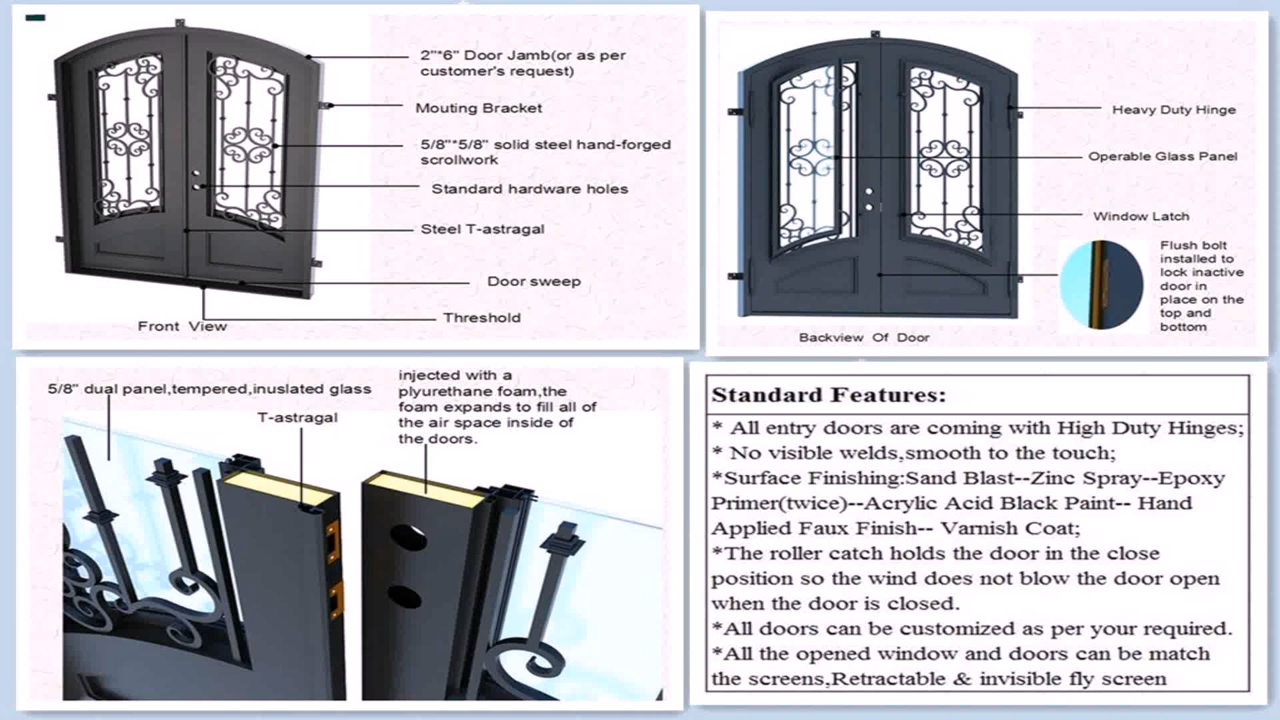 2"*6" Door Jamb(or as per
customer's request)
Mouting Bracket
5/8"*5/8" solid steel hand-forged
scrollwork
Standard hardware holes
Steel T-astragal
Door sweep
Threshold
Front View
Heavy Duty Hinge
Operable Glass Panel
Window Latch
Flush bolt
installed to
lock inactive
door in
place on the
top and
bottom
Backview Of Door
5/8" dual panel,tempered,inuslated glass
T-astragal
injected with a
plyurethane foam,the
foam expands to fill all of
the air space inside of
the doors.
Standard Features:
* All entry doors are coming with High Duty Hinges;
* No visible welds,smooth to the touch;
*Surface Finishing:Sand Blast--Zinc Spray--Epoxy
Primer(twice)--Acrylic Acid Black Paint-- Hand
Applied Faux Finish-- Varnish Coat;
*The roller catch holds the door in the close
position so the wind does not blow the door open
when the door is closed.
*All doors can be customized as per your required.
*All the opened window and doors can be match
the screens,Retractable & invisible fly screen